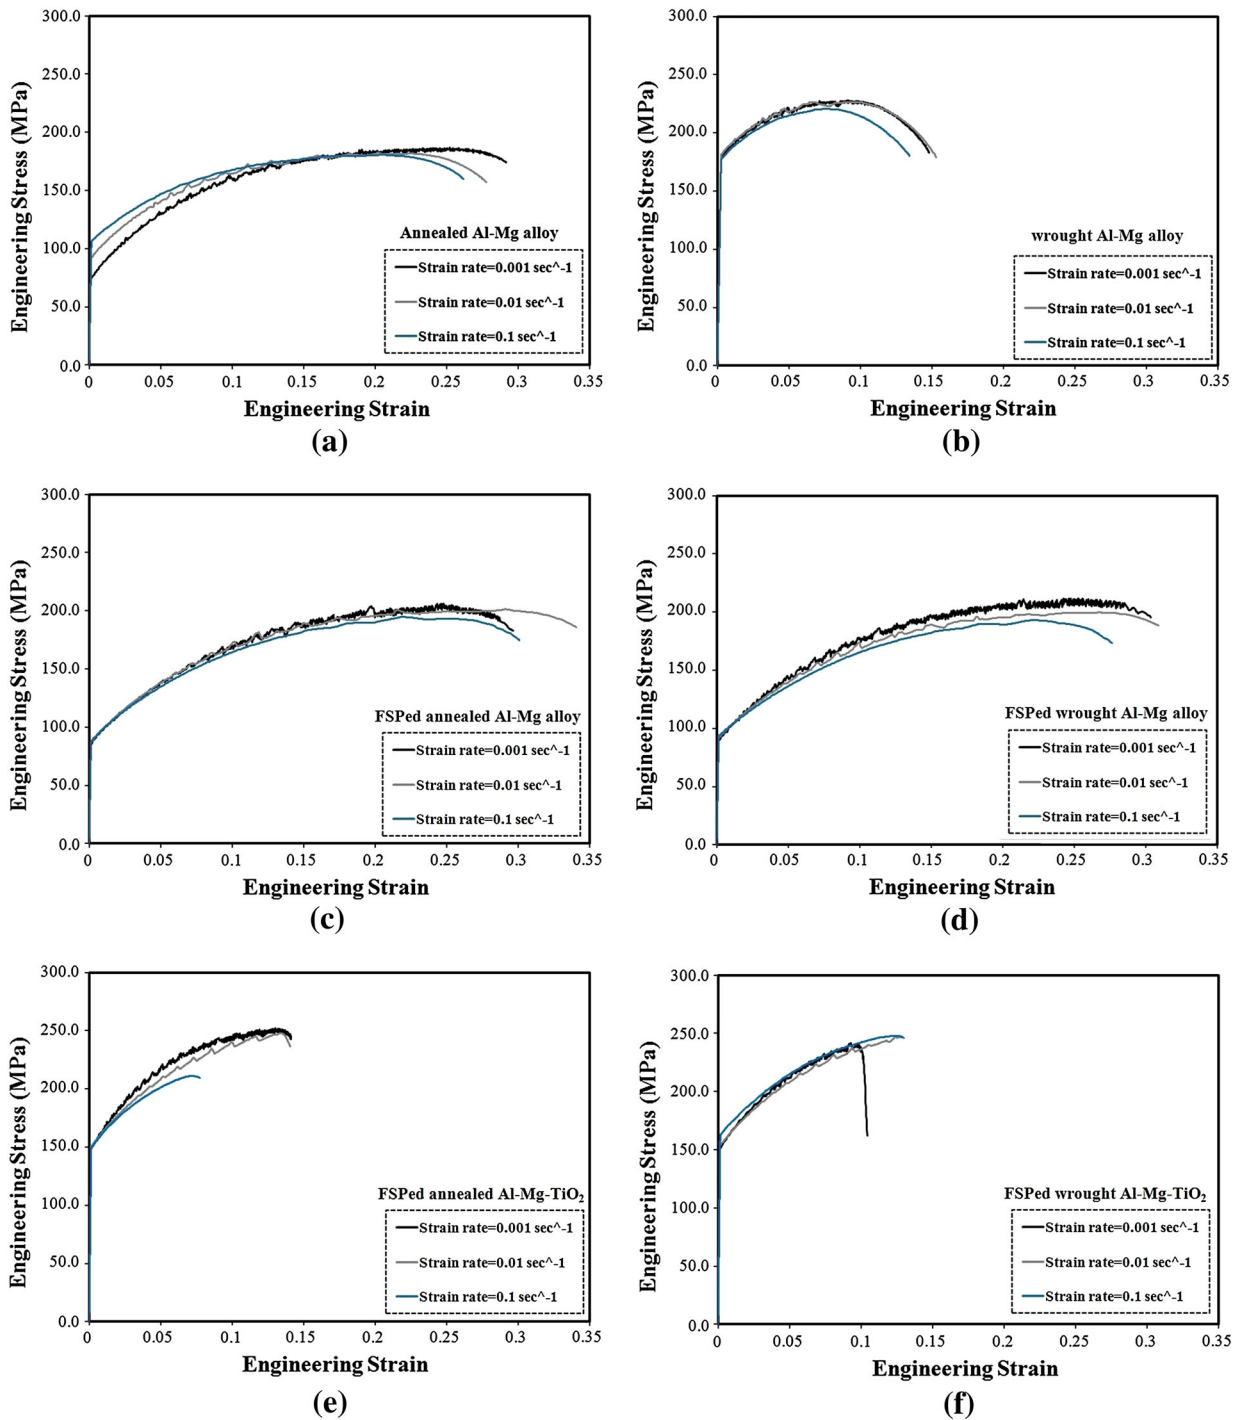 300.0
250.0
200.0
150.0
100.0
50.0
0.0
Engineering Stress (MPa)
Annealed Al-Mg alloy
Strain rate=0.001 sec^-1
Strain rate=0.01 sec^-1
Strain rate=0.1 sec^-1
0 0.05 0.1 0.15 0.2 0.25 0.3 0.35
Engineering Strain
(a)
300.0
250.0
200.0
150.0
100.0
50.0
0.0
Engineering Stress (MPa)
wrought Al-Mg alloy
Strain rate=0.001 sec^-1
Strain rate=0.01 sec^-1
Strain rate=0.1 sec^-1
0 0.05 0.1 0.15 0.2 0.25 0.3 0.35
Engineering Strain
(b)
300.0
250.0
200.0
150.0
100.0
50.0
0.0
Engineering Stress (MPa)
FSPed annealed Al-Mg alloy
Strain rate=0.001 sec^-1
Strain rate=0.01 sec^-1
Strain rate=0.1 sec^-1
0 0.05 0.1 0.15 0.2 0.25 0.3 0.35
Engineering Strain
(c)
300.0
250.0
200.0
150.0
100.0
50.0
0.0
Engineering Stress (MPa)
FSPed wrought Al-Mg alloy
Strain rate=0.001 sec^-1
Strain rate=0.01 sec^-1
Strain rate=0.1 sec^-1
0 0.05 0.1 0.15 0.2 0.25 0.3 0.35
Engineering Strain
(d)
300.0
250.0
200.0
150.0
100.0
50.0
0.0
Engineering Stress (MPa)
FSPed annealed Al-Mg-TiO₂
Strain rate=0.001 sec^-1
Strain rate=0.01 sec^-1
Strain rate=0.1 sec^-1
0 0.05 0.1 0.15 0.2 0.25 0.3 0.35
Engineering Strain
(e)
300.0
250.0
200.0
150.0
100.0
50.0
0.0
Engineering Stress (MPa)
FSPed wrought Al-Mg-TiO₂
Strain rate=0.001 sec^-1
Strain rate=0.01 sec^-1
Strain rate=0.1 sec^-1
0 0.05 0.1 0.15 0.2 0.25 0.3 0.35
Engineering Strain
(f)